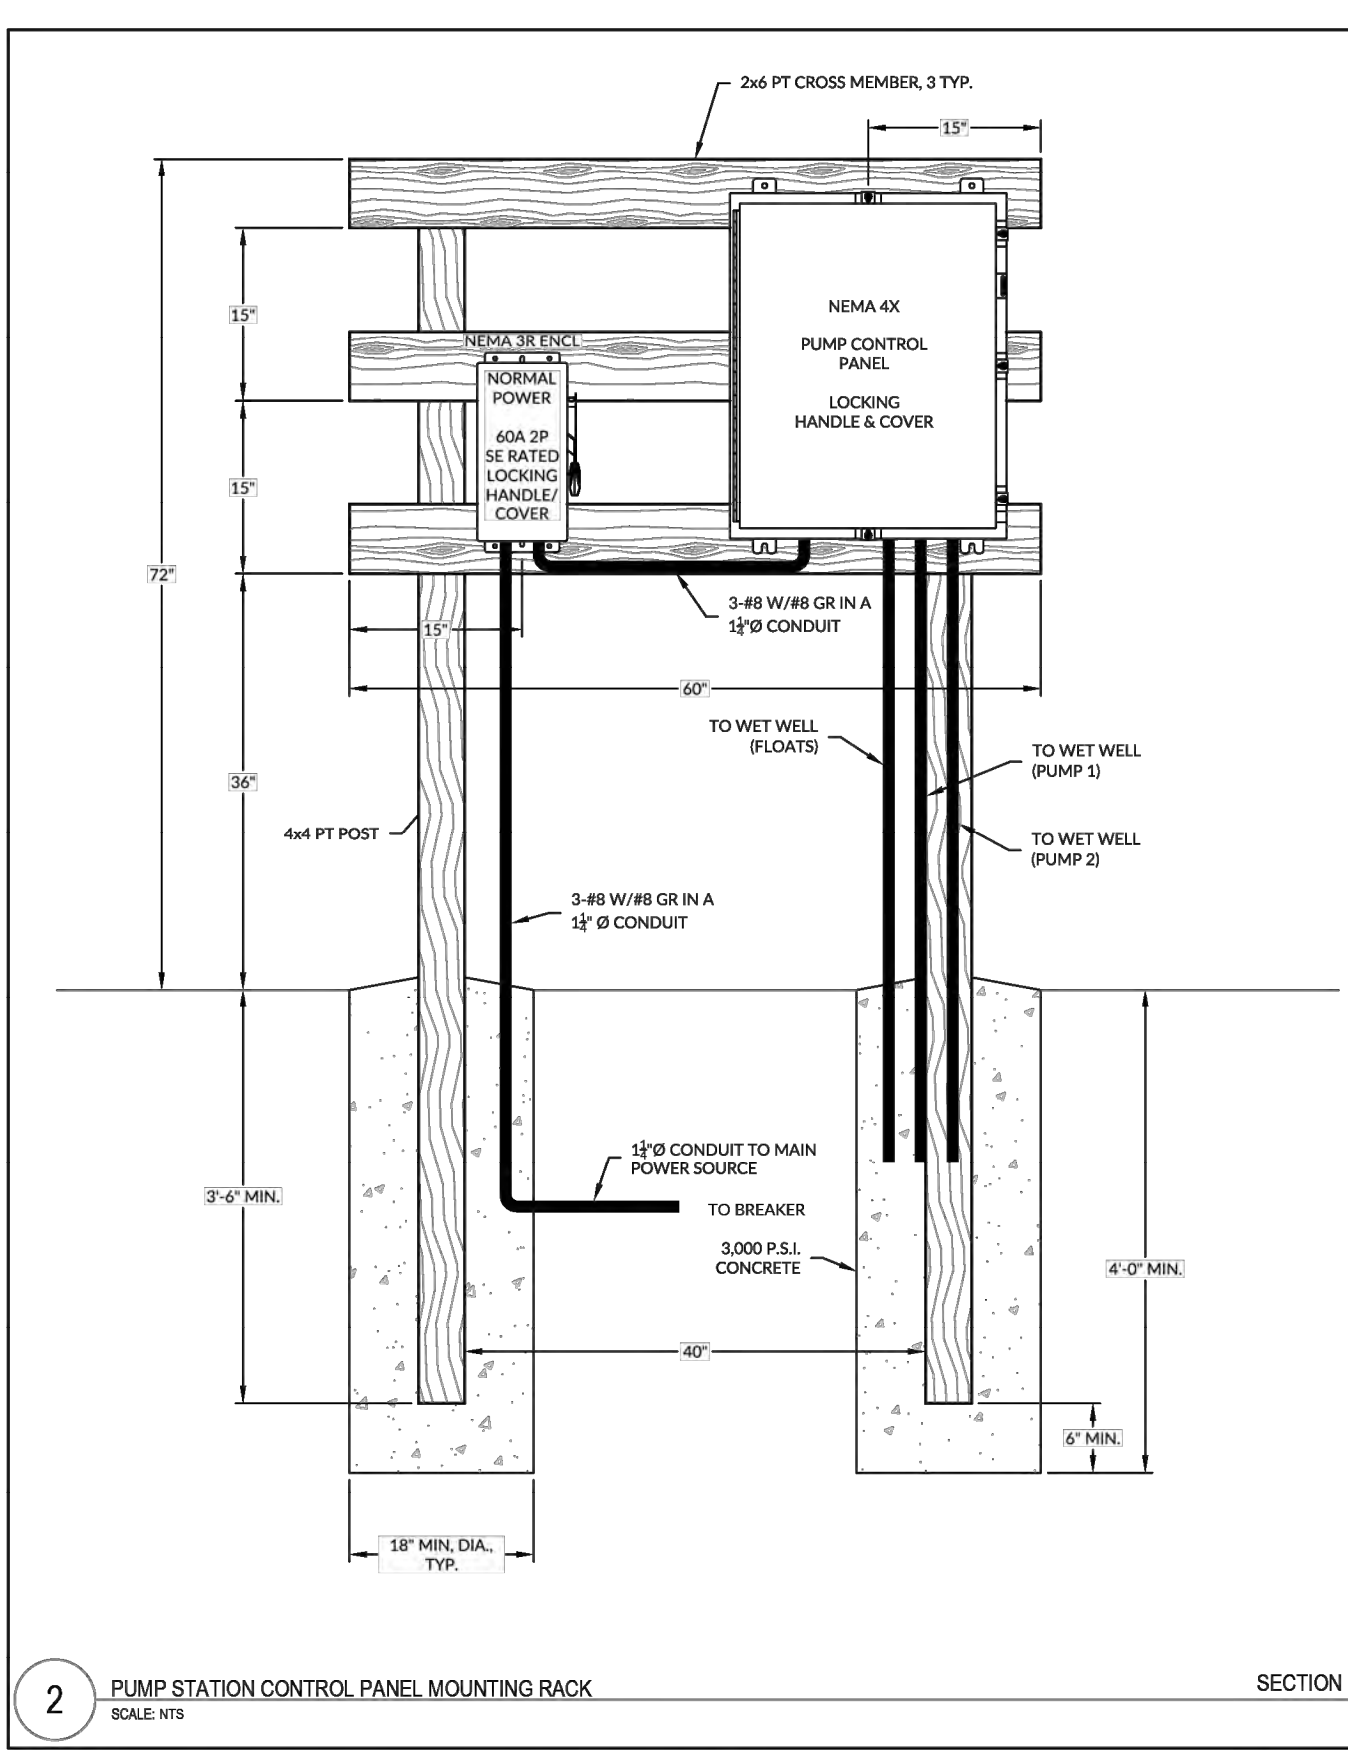 2x6 PT CROSS MEMBER, 3 TYP.
15"
15"
NEMA 3R ENCL
NORMAL
POWER
60A 2P
SE RATED
LOCKING
HANDLE/
COVER
NEMA 4X
PUMP CONTROL
PANEL
LOCKING
HANDLE & COVER
15"
72"
3-#8 W/#8 GR IN A
1¼"Ø CONDUIT
15"
60"
TO WET WELL
(FLOATS)
TO WET WELL
(PUMP 1)
36"
4x4 PT POST
TO WET WELL
(PUMP 2)
3-#8 W/#8 GR IN A
1¼" Ø CONDUIT
1¼"Ø CONDUIT TO MAIN
POWER SOURCE
3'-6" MIN.
TO BREAKER
3,000 P.S.I.
CONCRETE
4'-0" MIN.
40"
6" MIN.
18" MIN, DIA.,
TYP.
2
PUMP STATION CONTROL PANEL MOUNTING RACK
SCALE: NTS
SECTION